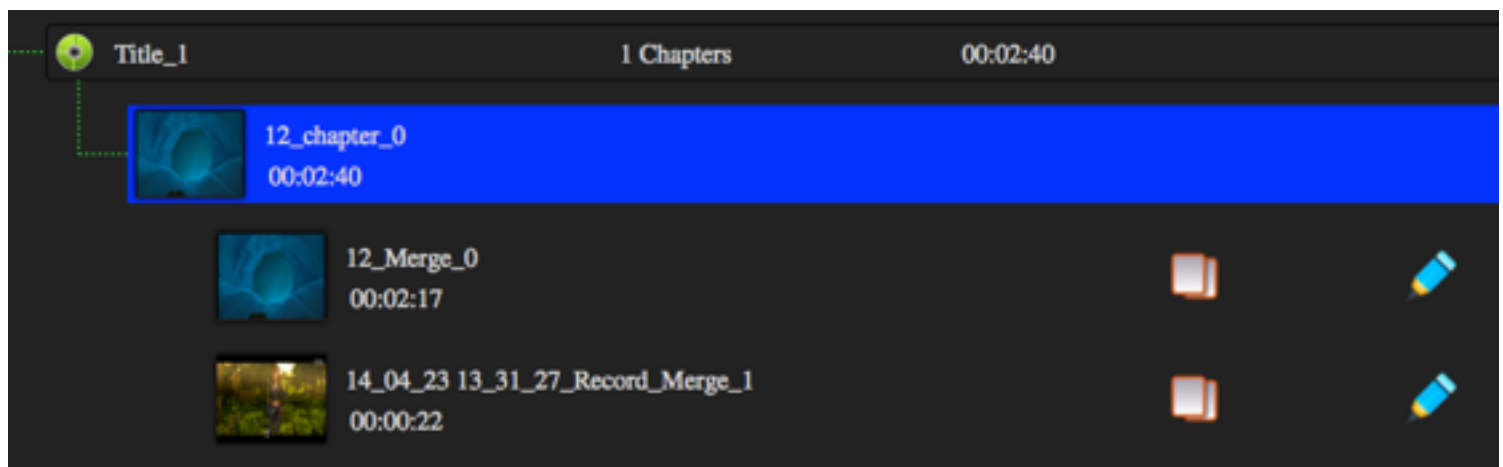 Title_1 1 Chapters 00:02:40
12_chapter_0
00:02:40
12_Merge_0
00:02:17
14_04_23 13_31_27_Record_Merge_1
00:00:22